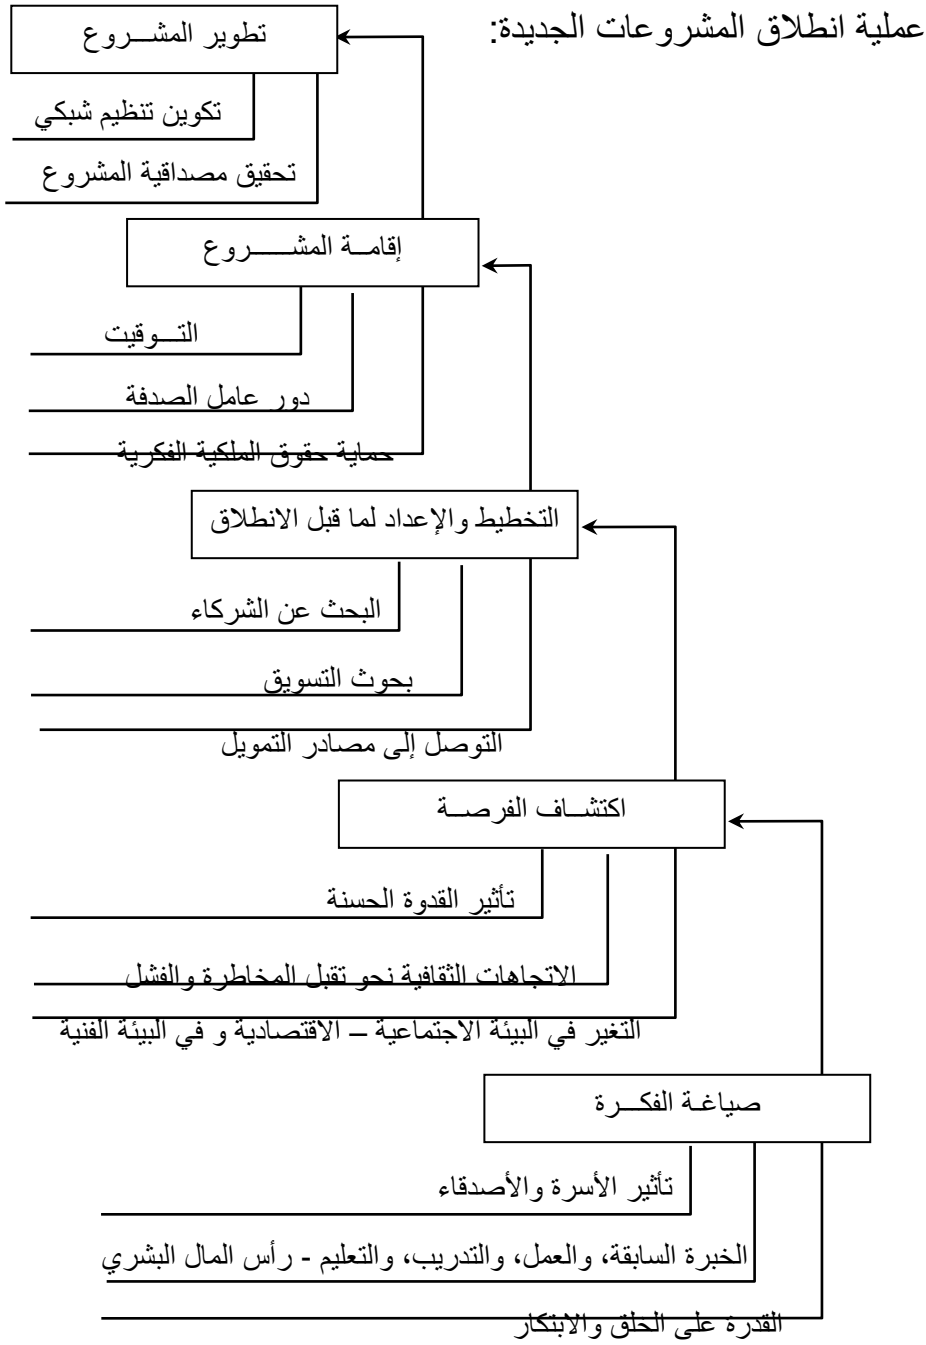 عملية انطلاق المشروعات الجديدة:
تطوير المشـــروع
تكوين تنظيم شبكي
تحقيق مصداقية المشروع
إقامــة المشــــــروع
التـــوقيت
دور عامل الصدفة
حماية حقوق الملكية الفكرية
التخطيط والإعداد لما قبل الانطلاق
البحث عن الشركاء
بحوث التسويق
التوصل إلى مصادر التمويل
اكتشــاف الفرصــة
تأثير القدوة الحسنة
الاتجاهات الثقافية نحو تقبل المخاطرة والفشل
التغير في البيئة الاجتماعية – الاقتصادية و في البيئة الفنية
صياغـة الفكـــرة
تأثير الأسرة والأصدقاء
الخبرة السابقة، والعمل، والتدريب، والتعليم - رأس المال البشري
القدرة على الخلق والابتكار